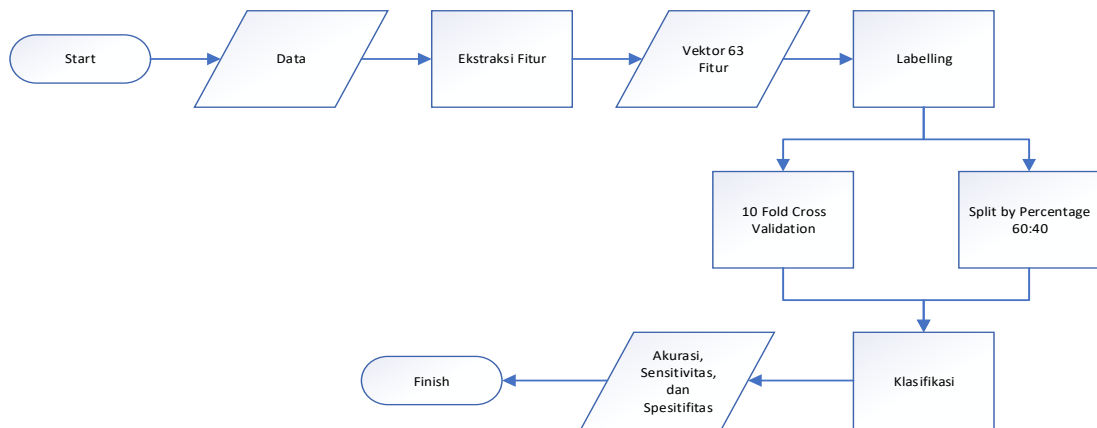 Start
Data
Ekstraksi Fitur
Vektor 63
Fitur
Labelling
10 Fold Cross
Validation
Split by Percentage
60:40
Klasifikasi
Akurasi,
Sensitivitas,
dan
Spesitifitas
Finish